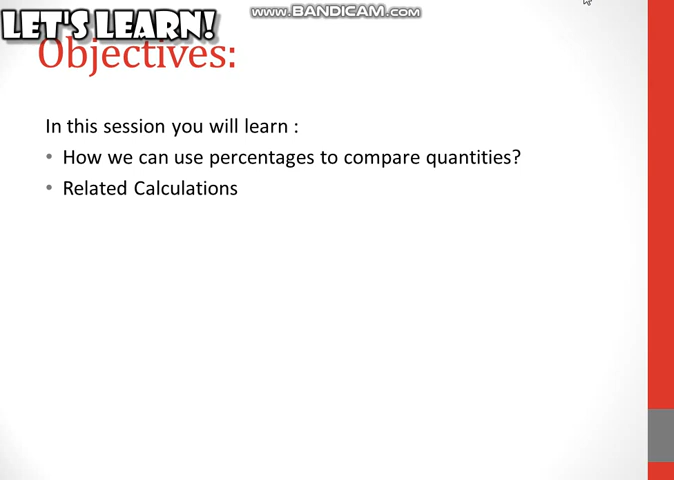 www.BANDICAM.com
LET'S LEARN!
Objectives:
In this session you will learn :
• How we can use percentages to compare quantities?
• Related Calculations